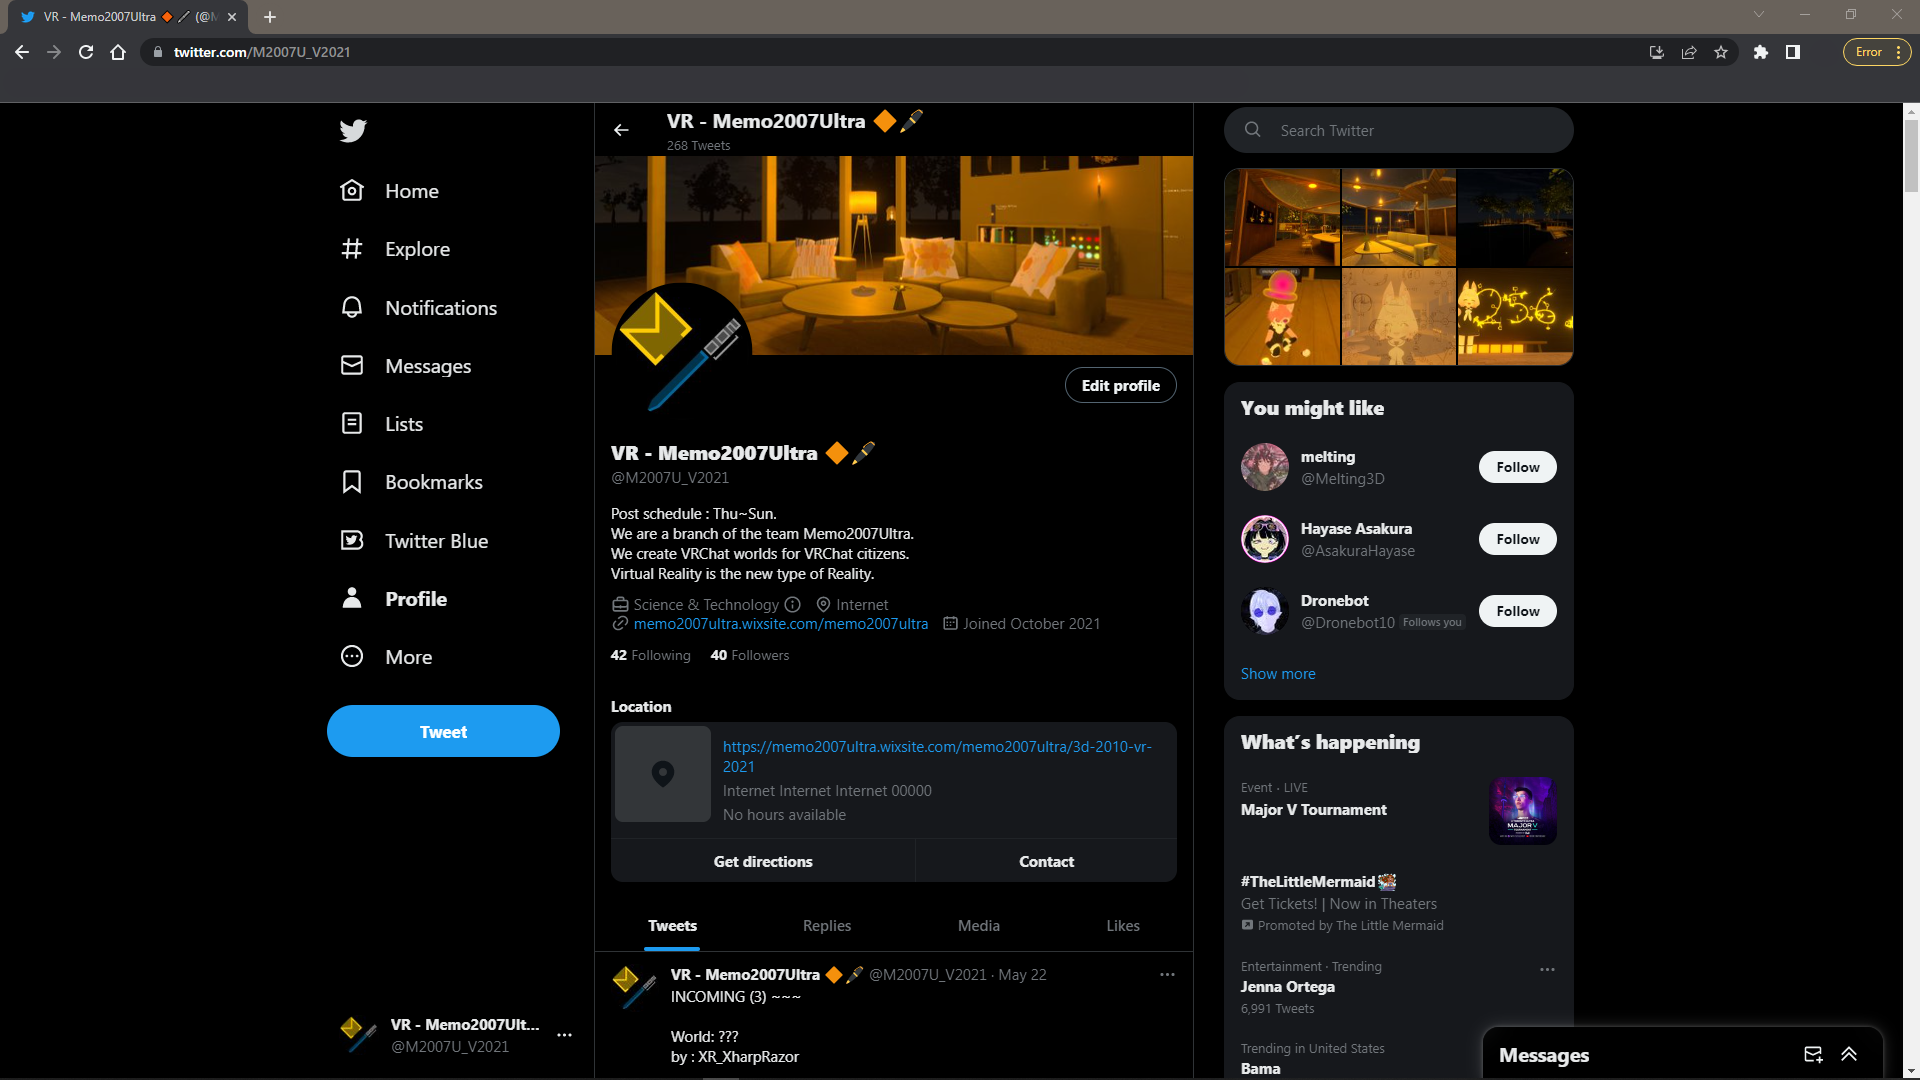 VR - Memo2007Ultra 🔶🖋 (@M
Error
twitter.com/M2007U_V2021
Home
Explore
Notifications
Messages
Lists
Bookmarks
Twitter Blue
Profile
More
Tweet
VR - Memo2007Ult...
@M2007U_V2021
VR - Memo2007Ultra 🔶🖋
268 Tweets
Edit profile
VR - Memo2007Ultra 🔶🖋
@M2007U_V2021
Post schedule : Thu~Sun.
We are a branch of the team Memo2007Ultra.
We create VRChat worlds for VRChat citizens.
Virtual Reality is the new type of Reality.
Science & Technology Internet
memo2007ultra.wixsite.com/memo2007ultra Joined October 2021
42 Following 40 Followers
Location
https://memo2007ultra.wixsite.com/memo2007ultra/3d-2010-vr-
2021
Internet Internet Internet 00000
No hours available
Get directions Contact
Tweets Replies Media Likes
VR - Memo2007Ultra 🔶🖋 @M2007U_V2021 · May 22
INCOMING (3) ~~~
World: ???
by : XR_XharpRazor
Search Twitter
256
You might like
melting
@Melting3D
Follow
Hayase Asakura
@AsakuraHayase
Follow
Dronebot
@Dronebot10 Follows you
Follow
Show more
What's happening
Event · LIVE
Major V Tournament
MAJOR V
#TheLittleMermaid
Get Tickets! | Now in Theaters
Promoted by The Little Mermaid
Entertainment · Trending
Jenna Ortega
6,991 Tweets
Trending in United States
Bama
Messages